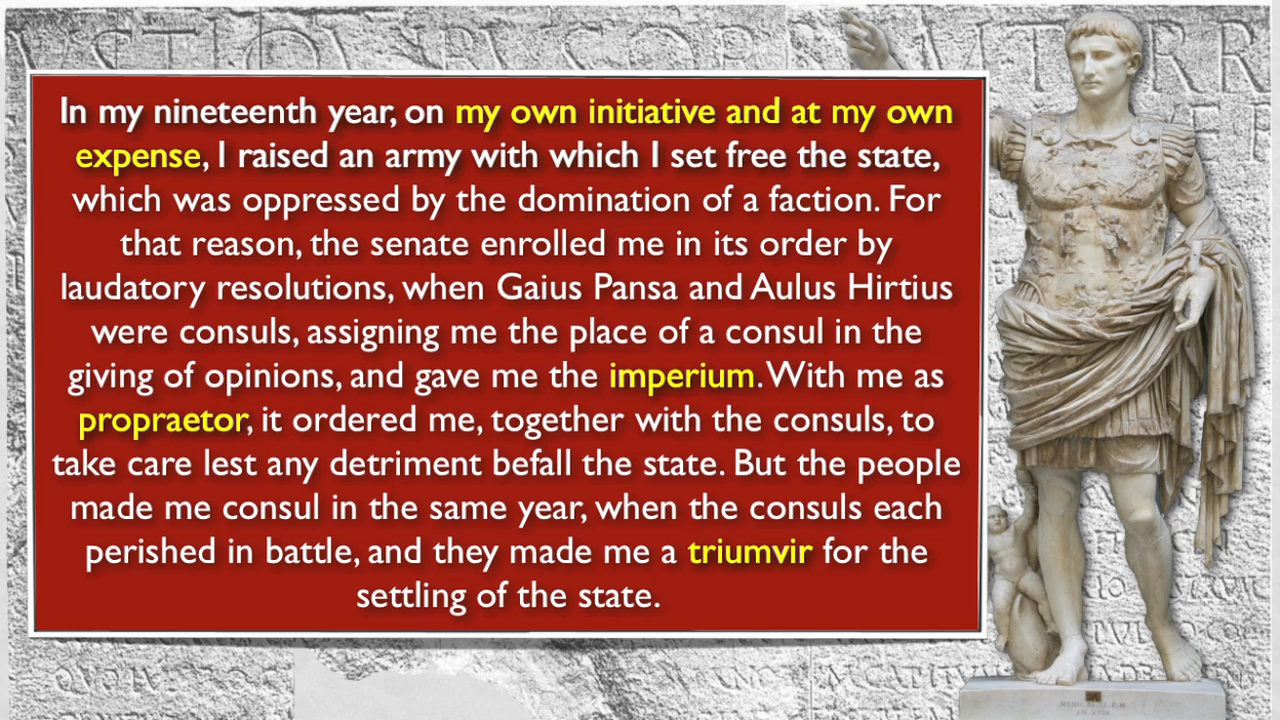 In my nineteenth year, on my own initiative and at my own
expense, I raised an army with which I set free the state,
which was oppressed by the domination of a faction. For
that reason, the senate enrolled me in its order by
laudatory resolutions, when Gaius Pansa and Aulus Hirtius
were consuls, assigning me the place of a consul in the
giving of opinions, and gave me the imperium. With me as
propraetor, it ordered me, together with the consuls, to
take care lest any detriment befall the state. But the people
made me consul in the same year, when the consuls each
perished in battle, and they made me a triumvir for the
settling of the state.